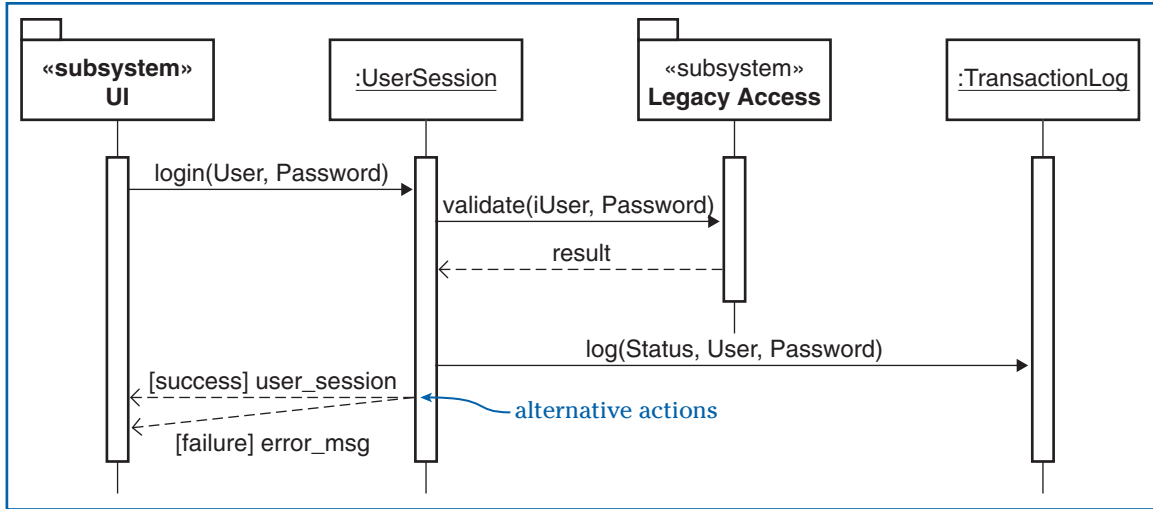 «subsystem»
UI
:UserSession
«subsystem»
Legacy Access
:TransactionLog
login(User, Password)
validate(iUser, Password)
result
log(Status, User, Password)
[success] user_session
alternative actions
[failure] error_msg